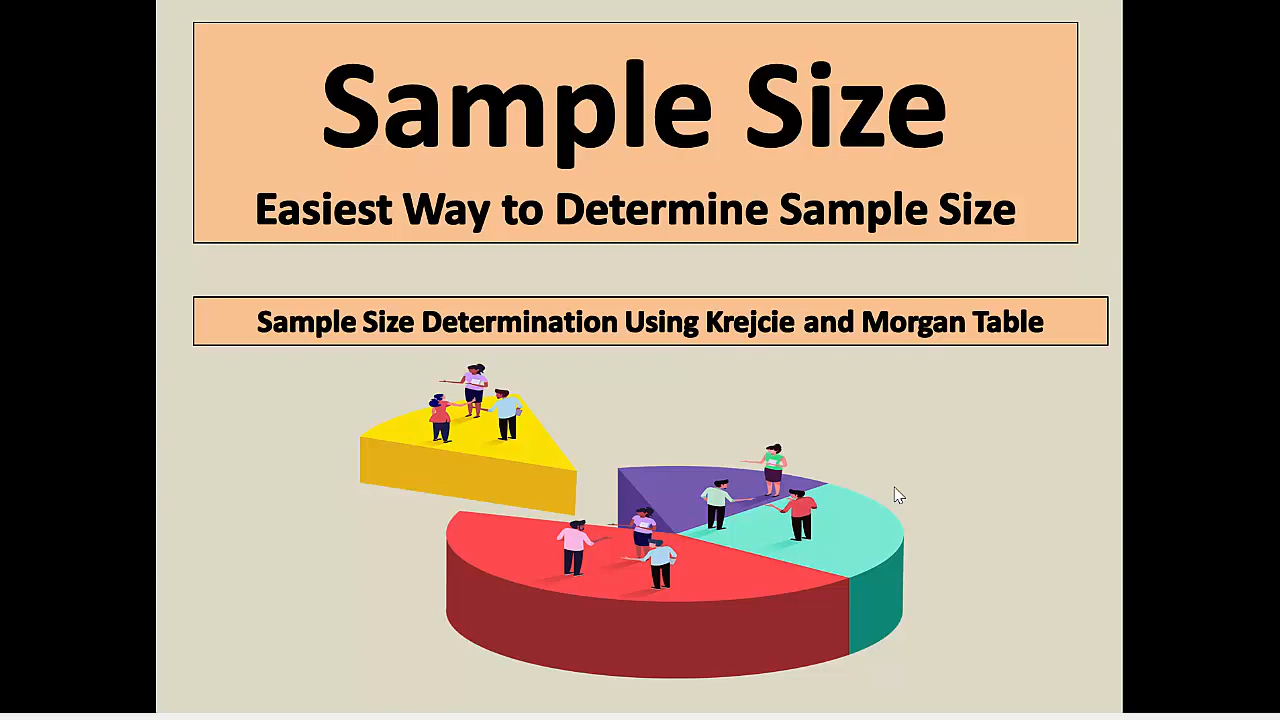 Sample Size
Easiest Way to Determine Sample Size
Sample Size Determination Using Krejcie and Morgan Table